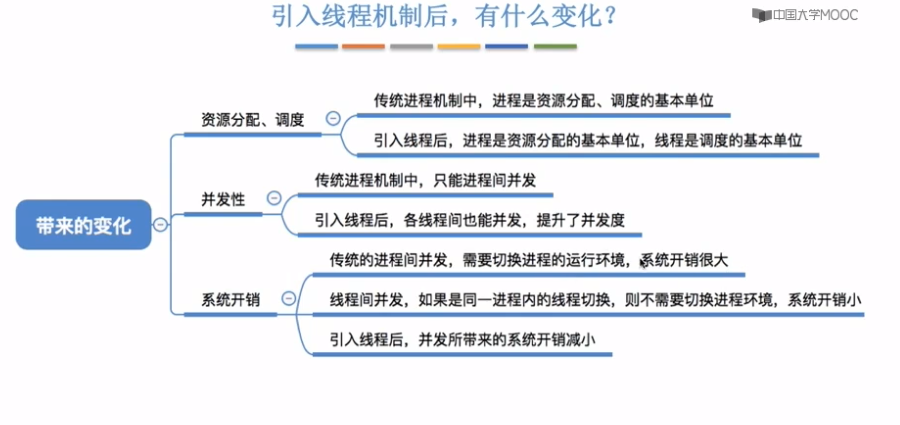 引入线程机制后，有什么变化？
中国大学MOOC
资源分配、调度
传统进程机制中，进程是资源分配、调度的基本单位
引入线程后，进程是资源分配的基本单位，线程是调度的基本单位
带来的变化
并发性
传统进程机制中，只能进程间并发
引入线程后，各线程间也能并发，提升了并发度
系统开销
传统的进程间并发，需要切换进程的运行环境，系统开销很大
线程间并发，如果是同一进程内的线程切换，则不需要切换进程环境，系统开销小
引入线程后，并发所带来的系统开销减小